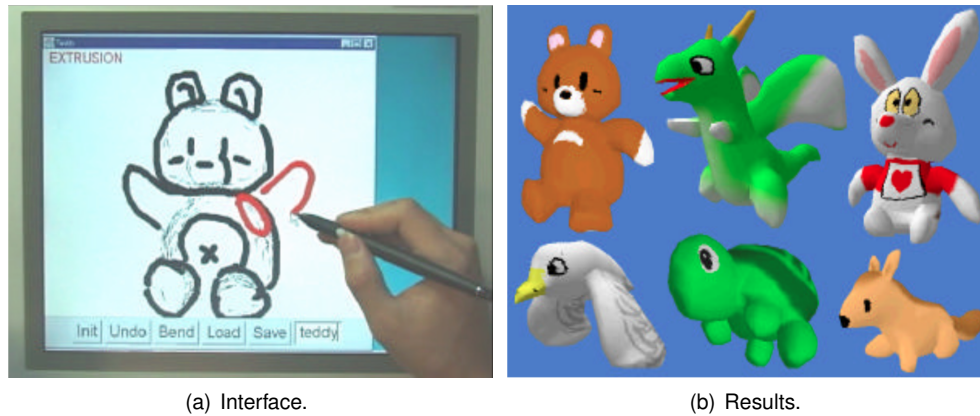 Teddy
EXTRUSION
Init Undo Bend Load Save teddy
(a) Interface.
(b) Results.